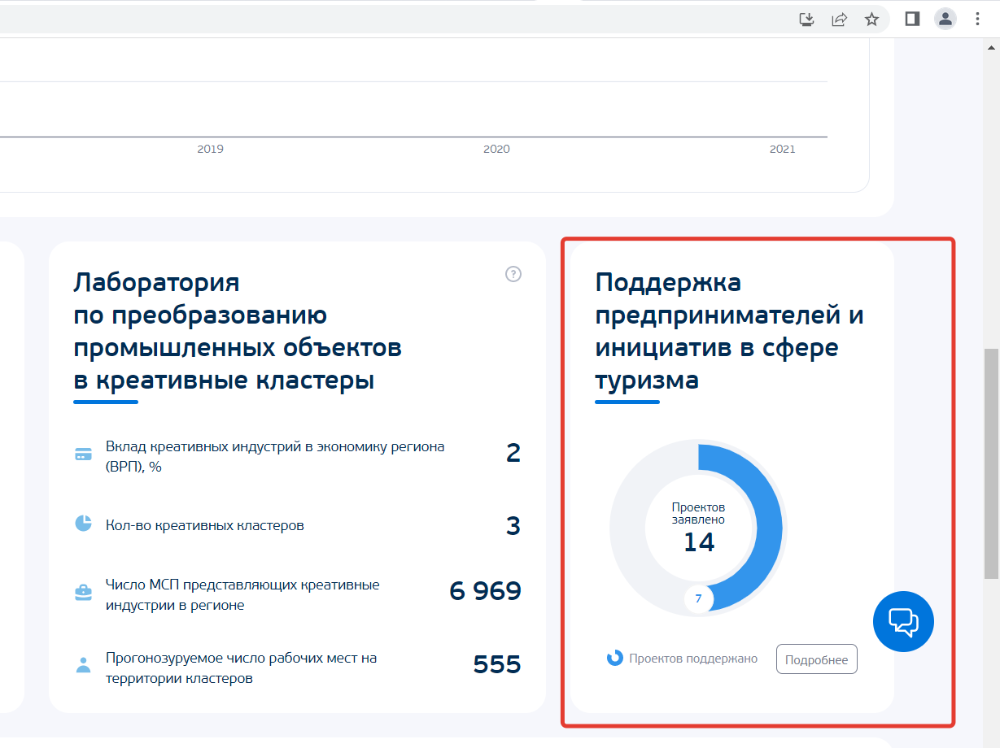 2019
2020
2021
Лаборатория
по преобразованию
промышленных объектов
в креативные кластеры
?
Вклад креативных индустрий в экономику региона
(ВРП), %
2
Кол-во креативных кластеров
3
Число МСП представляющих креативные
индустрии в регионе
6 969
Прогонозуруемое число рабочих мест на
территории кластеров
555
Поддержка
предпринимателей и
инициатив в сфере
туризма
Проектов
заявлено
14
7
Проектов поддержано
Подробнее